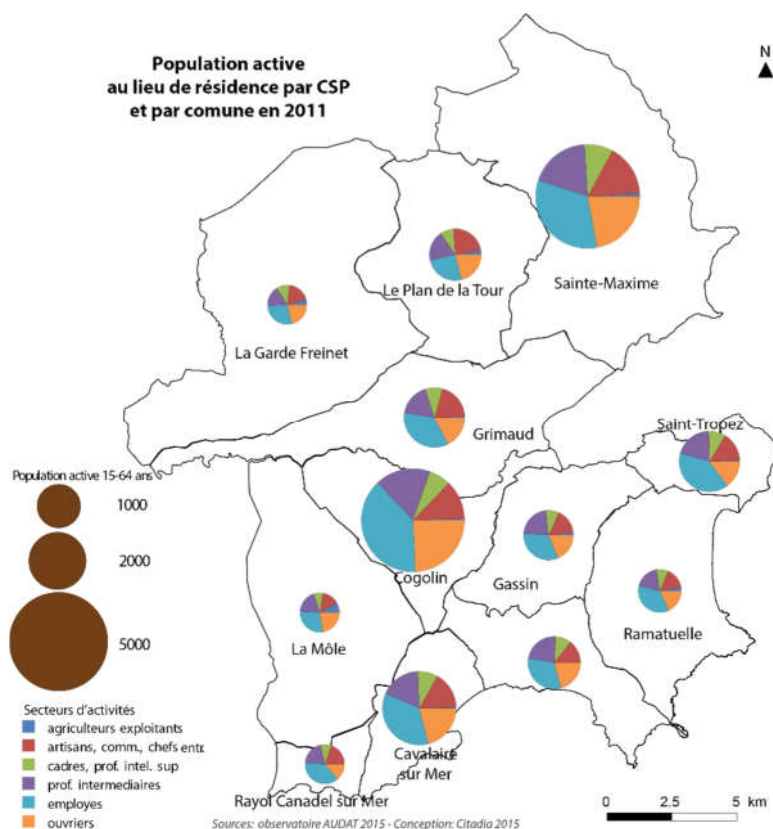 Population active
au lieu de résidence par CSP
et par comune en 2011
N
Le Plan de la Tour
Sainte-Maxime
La Garde Freinet
Grimaud
Saint-Tropez
Population active 15-64 ans
1000
2000
5000
Cogolin
Gassin
Ramatuelle
La Môle
Cavalaire
sur Mer
Rayol Canadel sur Mer
Secteurs d'activités
agriculteurs exploitants
artisans, comm., chefs entr.
cadres, prof. intel. sup
prof. intermediaires
employes
ouvriers
0 2.5 5 km
Sources: observatoire AUDAT 2015 - Conception: Citadia 2015